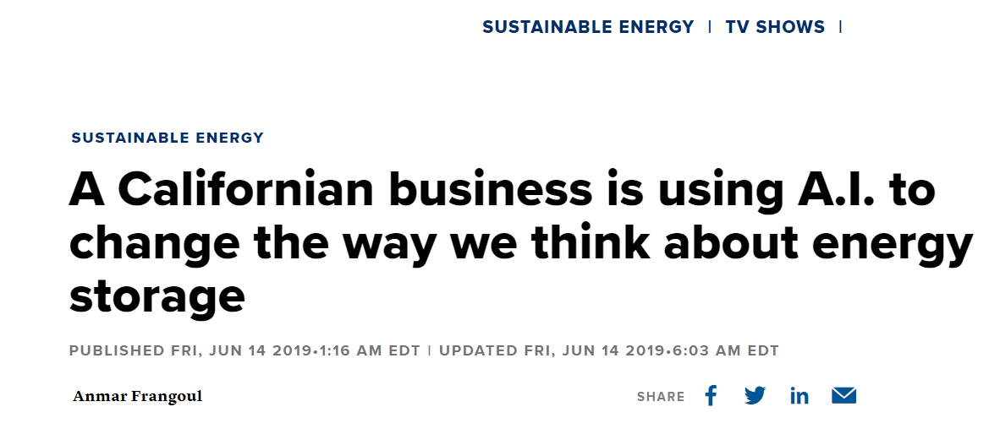 SUSTAINABLE ENERGY | TV SHOWS |
SUSTAINABLE ENERGY
A Californian business is using A.I. to
change the way we think about energy
storage
PUBLISHED FRI, JUN 14 2019•1:16 AM EDT | UPDATED FRI, JUN 14 2019•6:03 AM EDT
Anmar Frangoul
SHARE f in